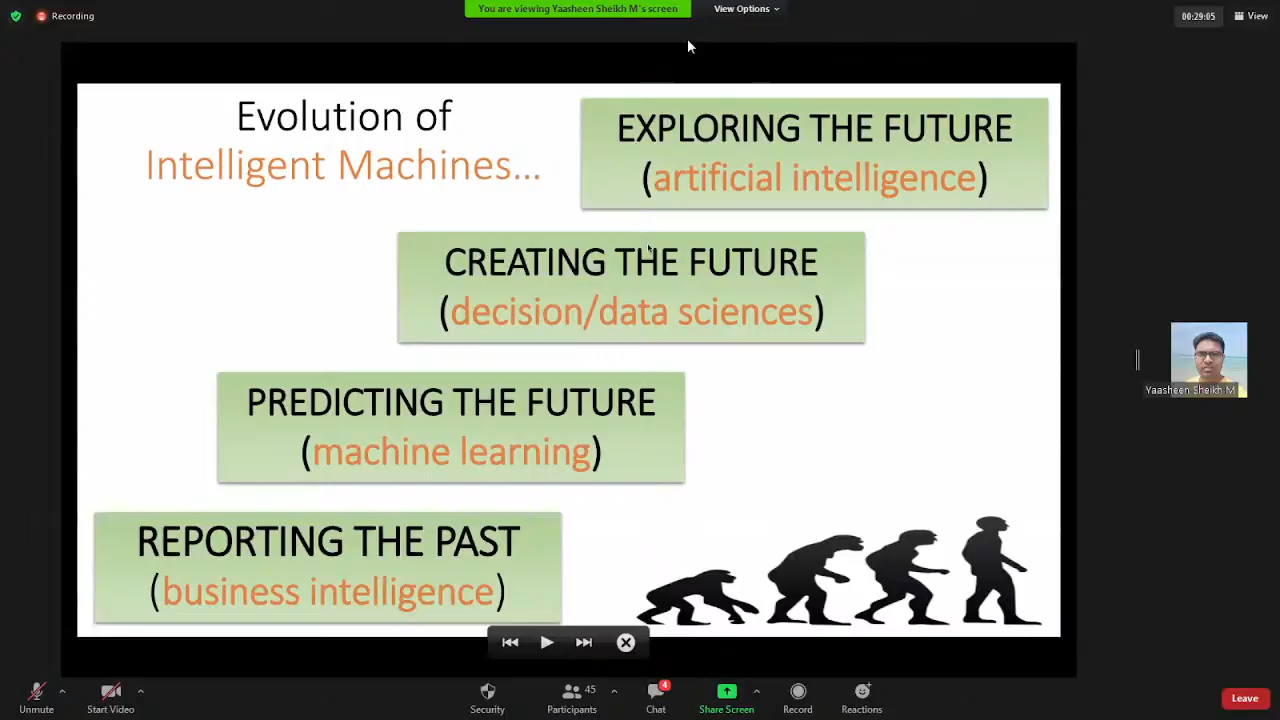 Recording
You are viewing Yaasheen Sheikh M's screen
View Options
00:29:05
View
Evolution of
Intelligent Machines...
EXPLORING THE FUTURE
(artificial intelligence)
CREATING THE FUTURE
(decision/data sciences)
PREDICTING THE FUTURE
(machine learning)
REPORTING THE PAST
(business intelligence)
Yaasheen Sheikh M
Unmute
Start Video
Security
45
Participants
4
Chat
Share Screen
Record
Reactions
Leave